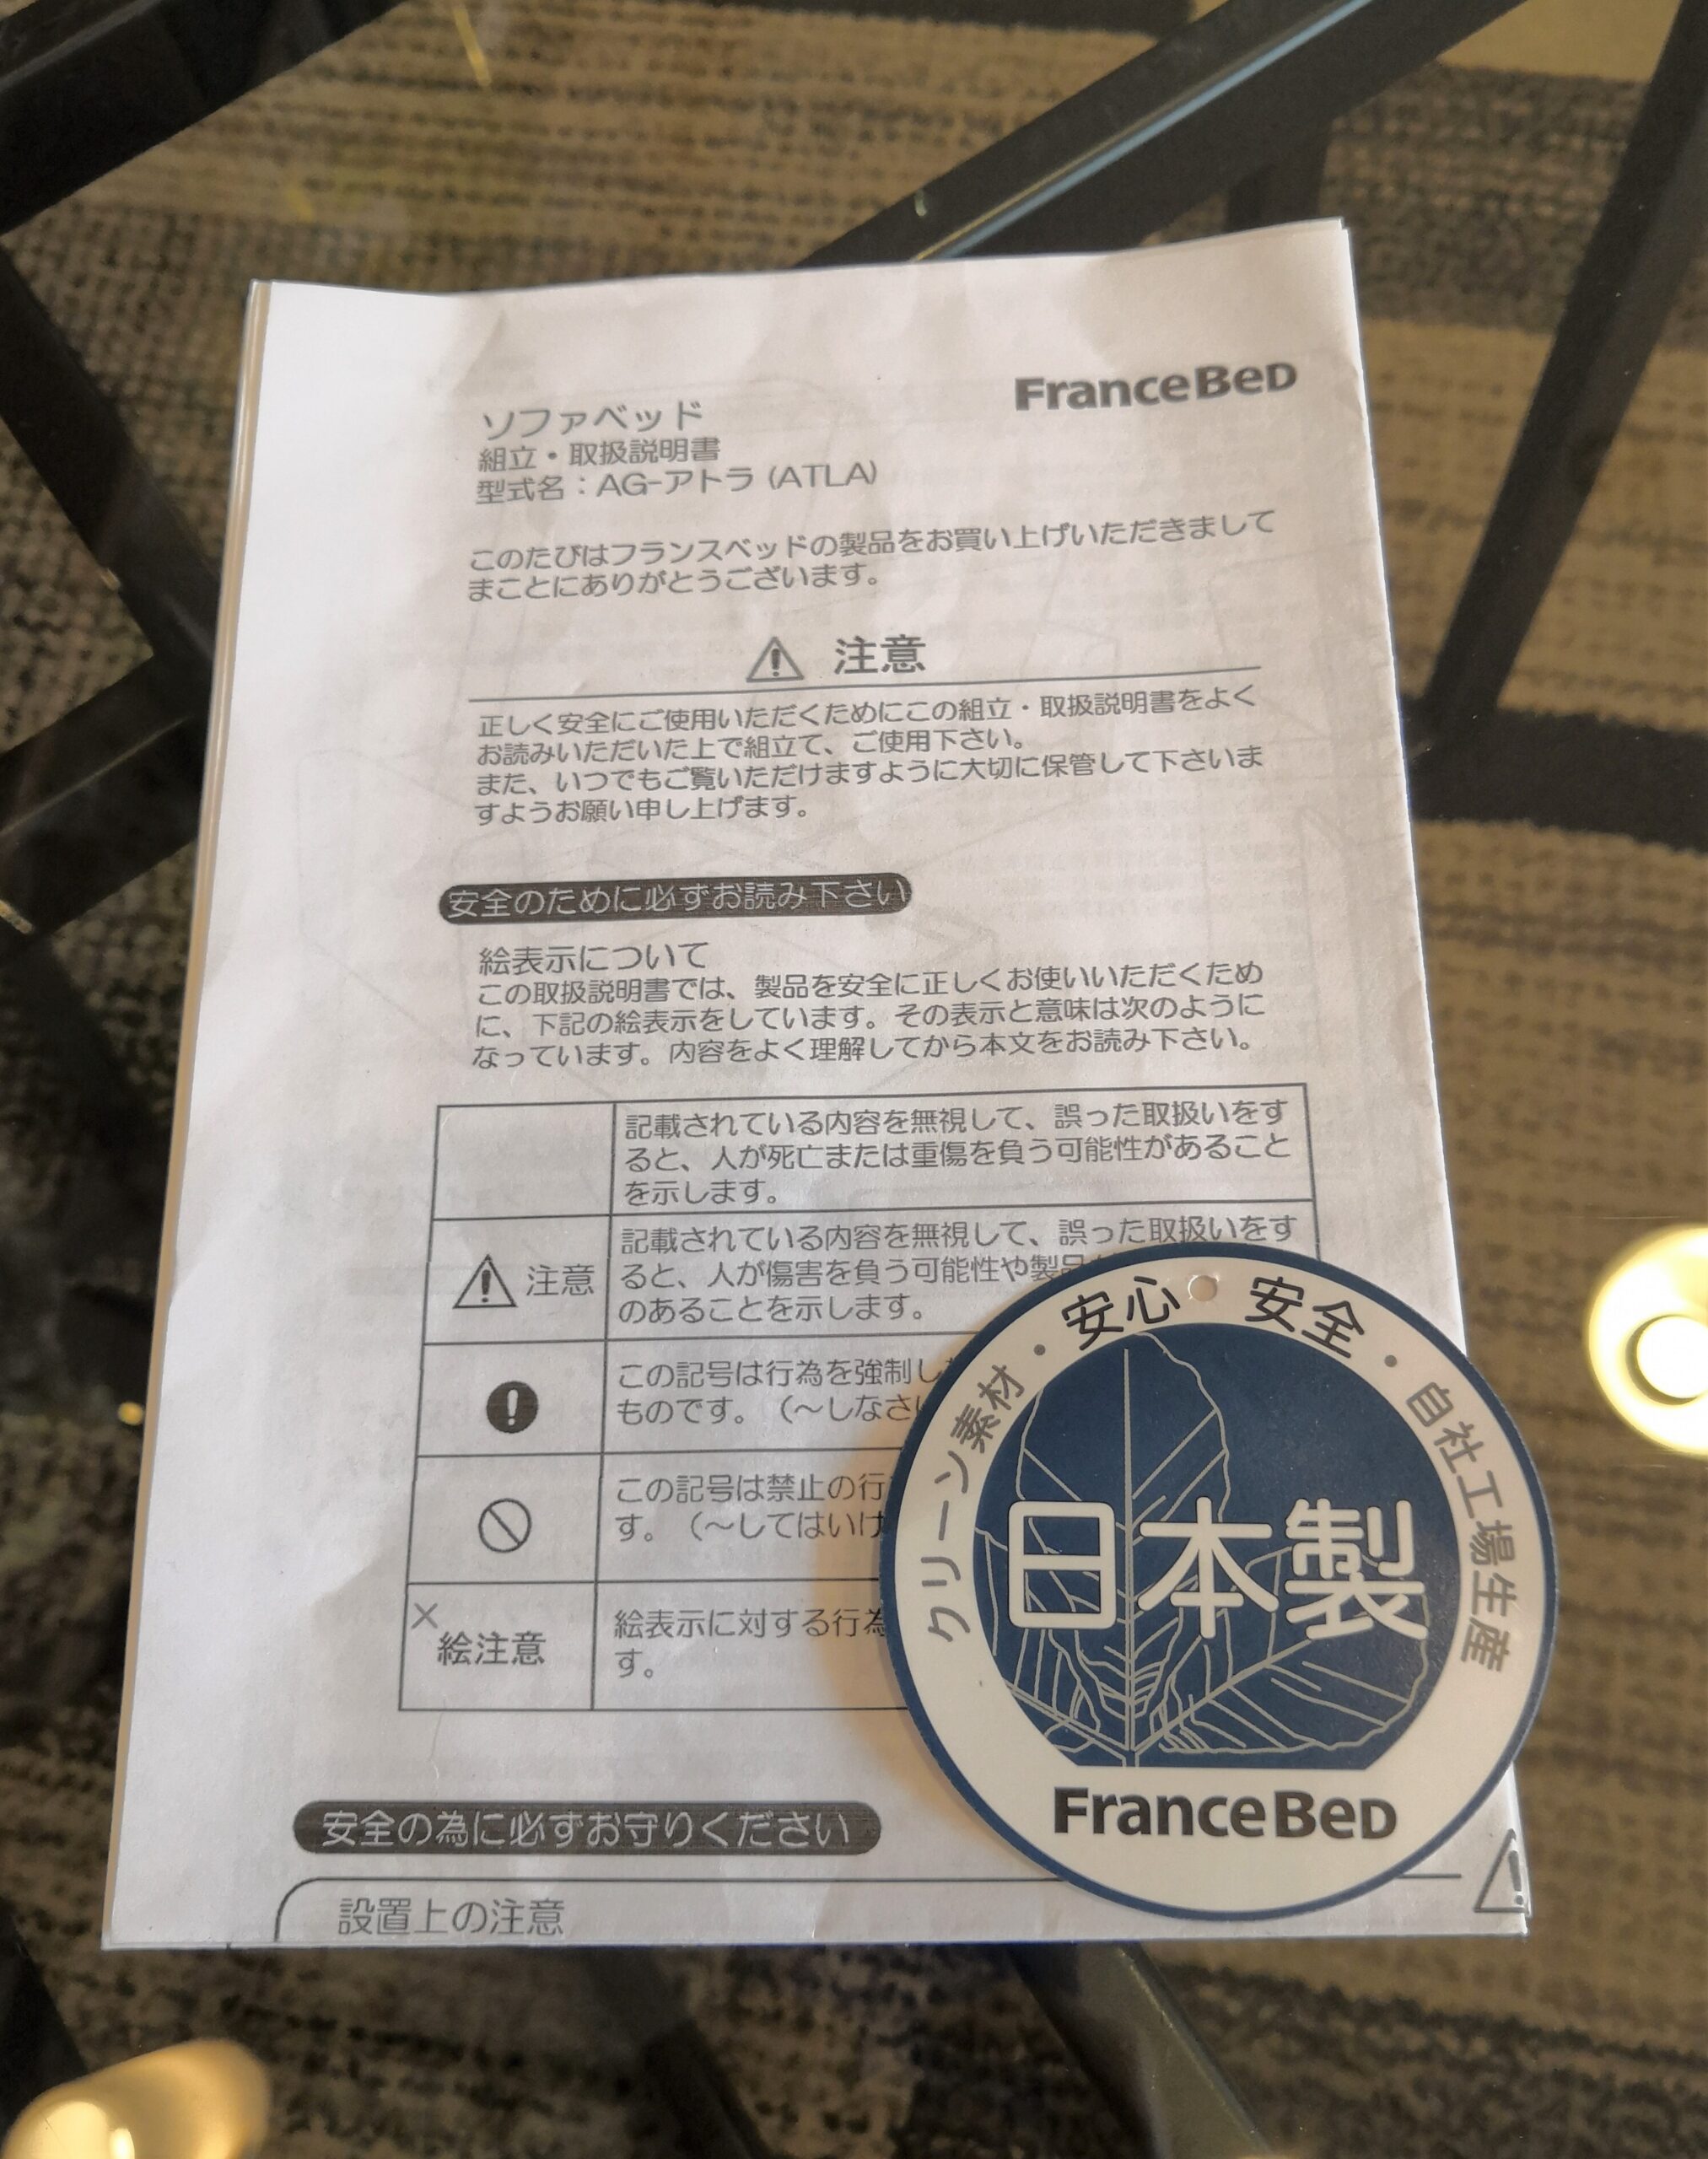 FranceBeD
ソファベッド
組立・取扱説明書
型式名：AG-アトラ (ATLA)
このたびはフランスベッドの製品をお買い上げいただきまして
まことにありがとうございます。
注意
正しく安全にご使用いただくためにこの組立・取扱説明書をよく
お読みいただいた上で組立て、ご使用下さい。
また、いつでもご覧いただけますように大切に保管して下さいま
すようお願い申し上げます。
安全のために必ずお読み下さい
絵表示について
この取扱説明書では、製品を安全に正しくお使いいただくため
に、下記の絵表示をしています。その表示と意味は次のように
なっています。内容をよく理解してから本文をお読み下さい。
記載されている内容を無視して、誤った取扱いをす
ると、人が死亡または重傷を負う可能性があること
を示します。
注意
記載されている内容を無視して、誤った取扱いをす
ると、人が傷害を負う可能性や製品
のあることを示します。
この記号は行為を強制し
ものです。（～しなさい
この記号は禁止の行
す。（～してはいけ
×
絵注意
絵表示に対する行為
す。
安全の為に必ずお守りください
設置上の注意
クリーン素材・安心 安全・自社工場生産
日本製
FranceBeD